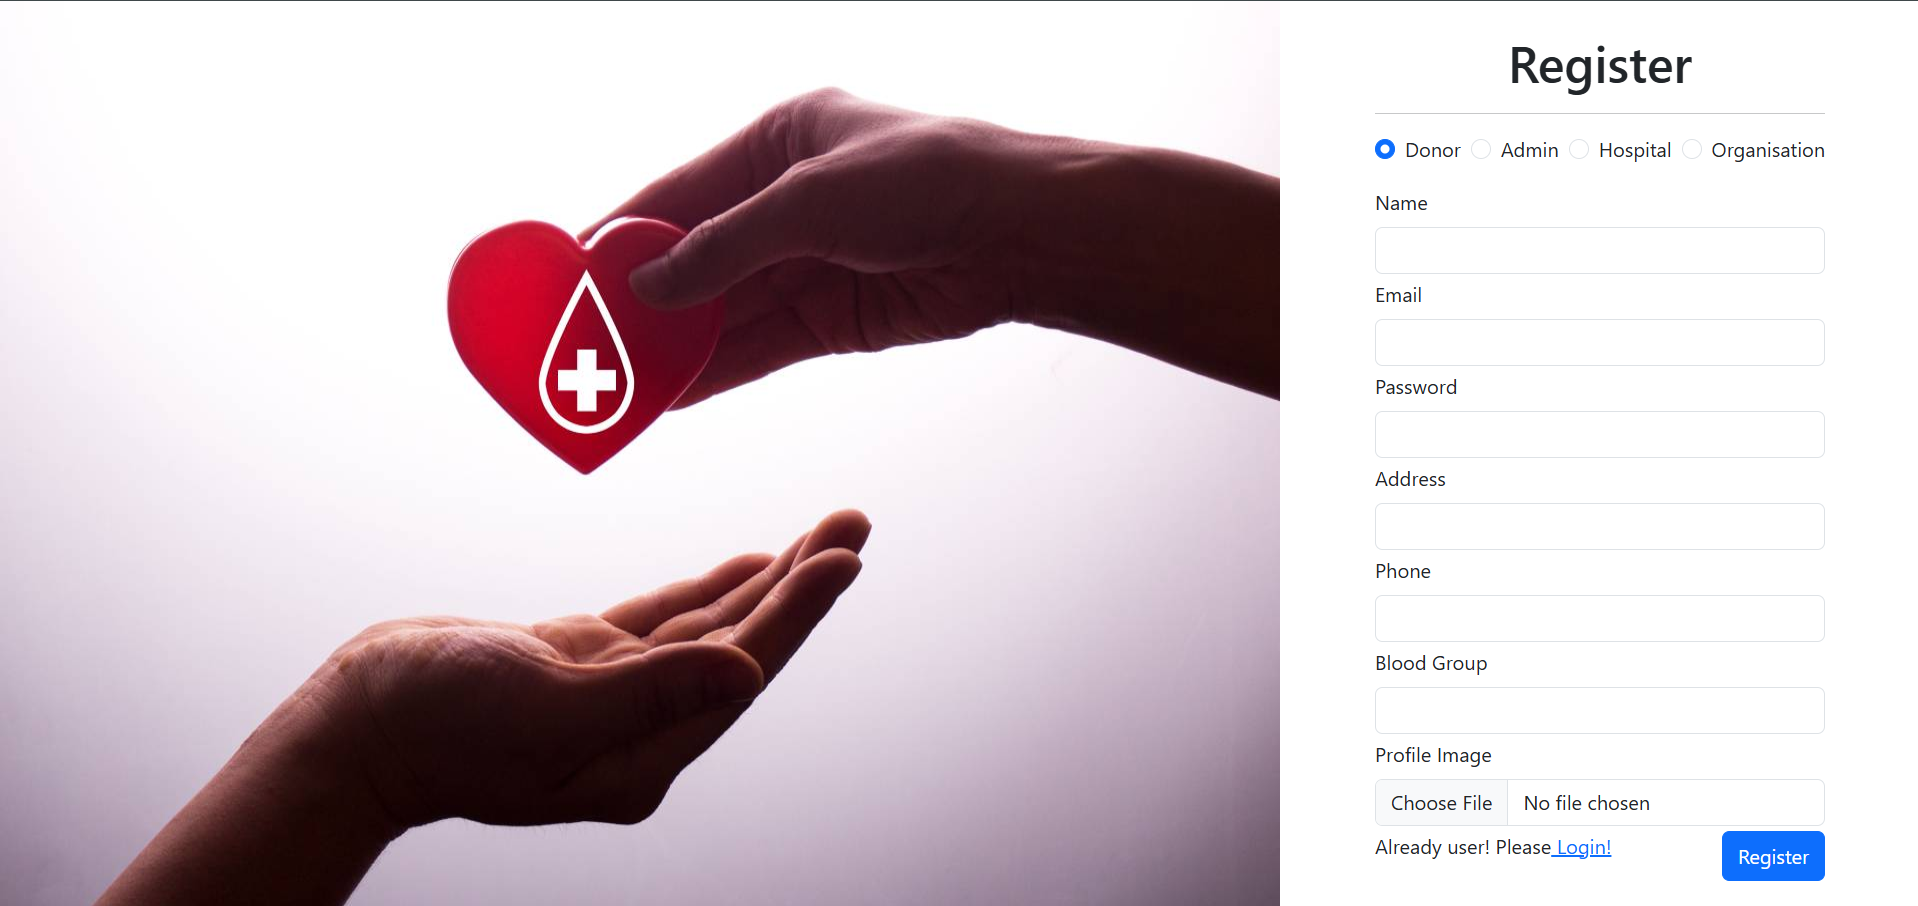 Register
Donor Admin Hospital Organisation
Name
Email
Password
Address
Phone
Blood Group
Profile Image
Choose File No file chosen
Already user! Please Login!
Register